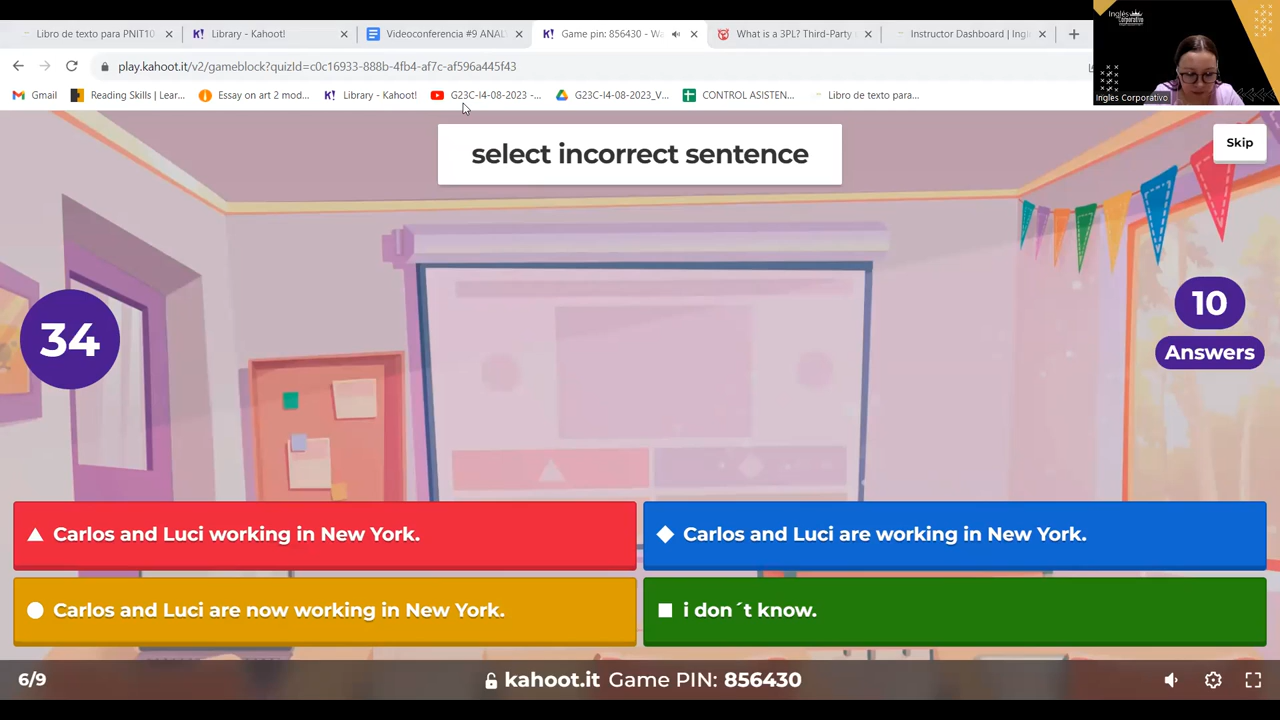 Libro de texto para PNIT10
Library - Kahoot!
Videoconferencia #9 ANAL
Game pin: 856430 - Wa
What is a 3PL? Third-Party
Instructor Dashboard | Ingl
play.kahoot.it/v2/gameblock?quizId=c0c16933-888b-4fb4-af7c-af596a445f43
Gmail
Reading Skills | Lear...
Essay on art 2 mod...
Library - Kahoo
G23C-I4-08-2023 -...
G23C-I4-08-2023_V...
CONTROL ASISTEN...
Libro de texto para...
Inglés
Corporativo
Ingles Corporativo
select incorrect sentence
Skip
34
10
Answers
Carlos and Luci working in New York.
Carlos and Luci are working in New York.
Carlos and Luci are now working in New York.
i don´t know.
6/9
kahoot.it Game PIN: 856430